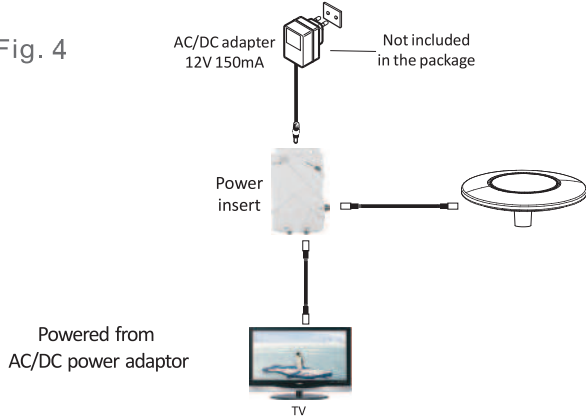 Fig. 4
AC/DC adapter
12V 150mA
Not included
in the package
Power
insert
Powered from
AC/DC power adaptor
TV